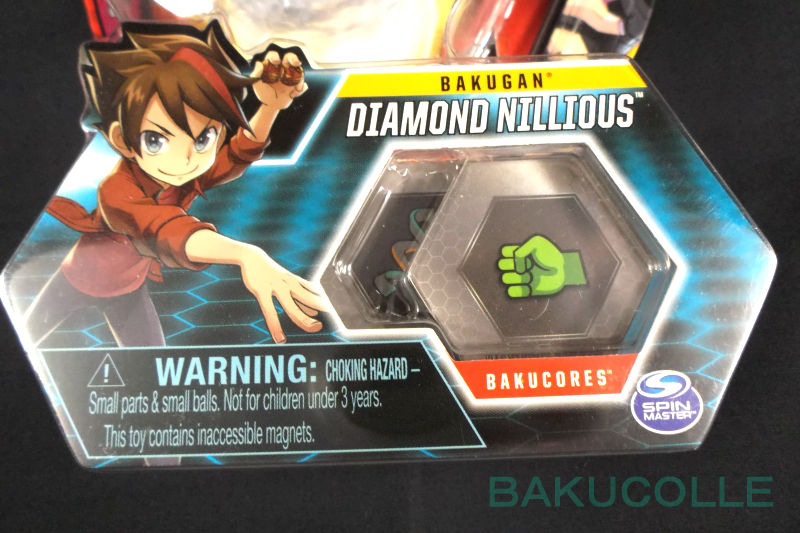 BAKUGAN®
DIAMOND NILLIOUS™
BAKUCORES™
WARNING: CHOKING HAZARD –
Small parts & small balls. Not for children under 3 years.
This toy contains inaccessible magnets.
SPIN
MASTER™
BAKUCOLLE